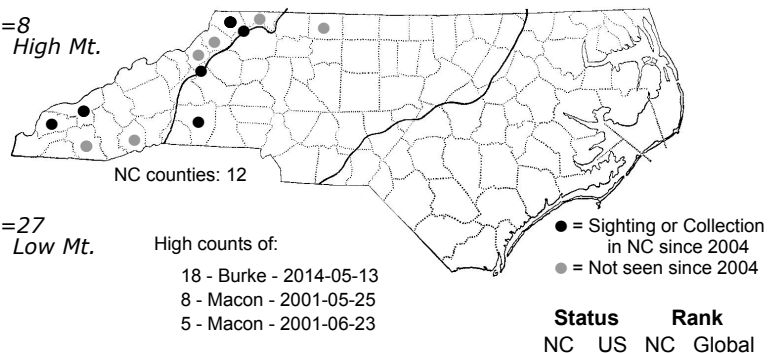 =8
High Mt.
NC counties: 12
=27
Low Mt.
High counts of:
18 - Burke - 2014-05-13
8 - Macon - 2001-05-25
5 - Macon - 2001-06-23
● = Sighting or Collection
in NC since 2004
● = Not seen since 2004
Status Rank
NC US NC Global